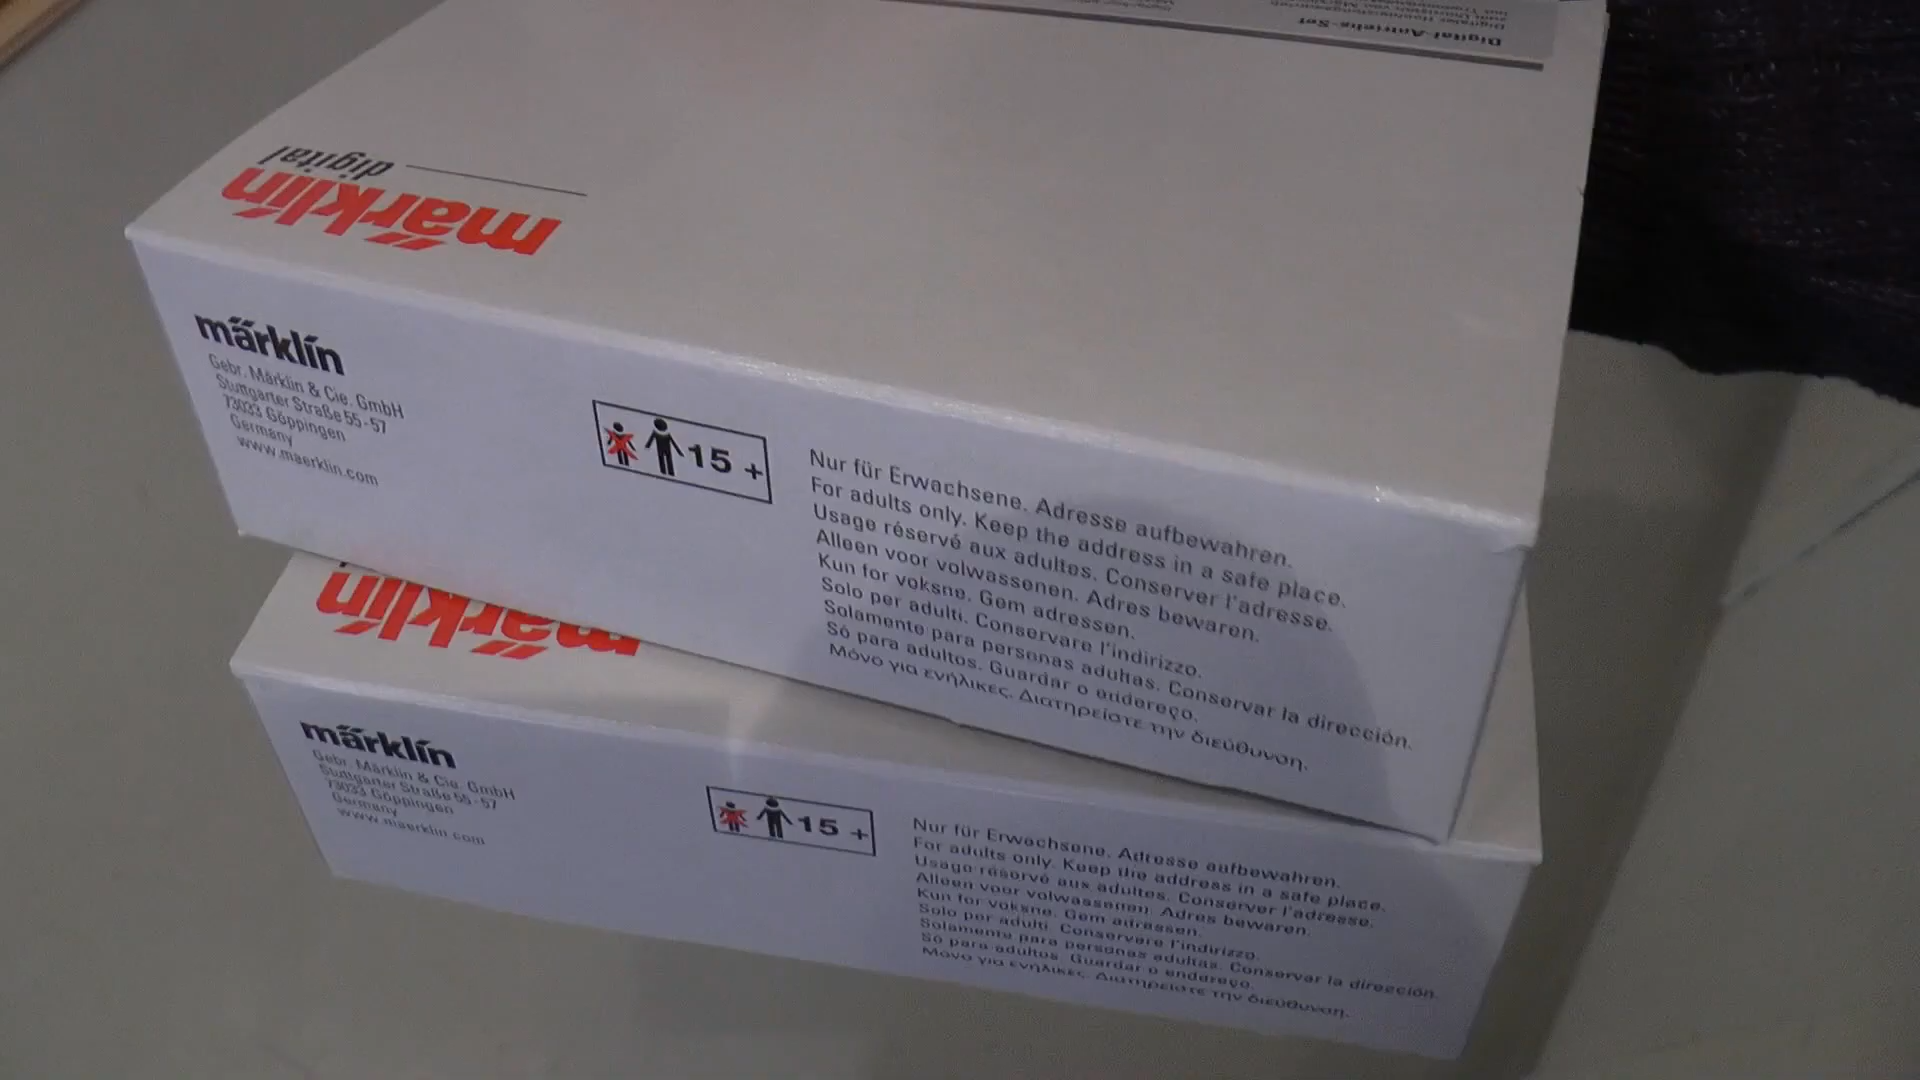 Digital-Antriebs-Set
digital
märklin
märklin
Gebr. Märklin & Cie. GmbH
Stuttgarter Straße 55-57
73033 Göppingen
Germany
www.maerklin.com
15 +
Nur für Erwachsene. Adresse aufbewahren.
For adults only. Keep the address in a safe place.
Usage réservé aux adultes. Conserver l'adresse.
Alleen voor volwassenen. Adres bewaren.
Kun for voksne. Gem adressen.
Solo per adulti. Conservare l'indirizzo.
Solamente para personas adultas. Conservar la dirección.
Só para adultos. Guardar o endereço.
Μόνο για ενήλικες. Διατηρείστε την διεύθυνση.
märklin
märklin
Gebr. Märklin & Cie. GmbH
Stuttgarter Straße 55-57
73033 Göppingen
Germany
www.maerklin.com
15 +
Nur für Erwachsene. Adresse aufbewahren.
For adults only. Keep the address in a safe place.
Usage réservé aux adultes. Conserver l'adresse.
Alleen voor volwassenen. Adres bewaren.
Kun for voksne. Gem adressen.
Solo per adulti. Conservare l'indirizzo.
Solamente para personas adultas. Conservar la dirección.
Só para adultos. Guardar o endereço.
Μόνο για ενήλικες. Διατηρείστε την διεύθυνση.